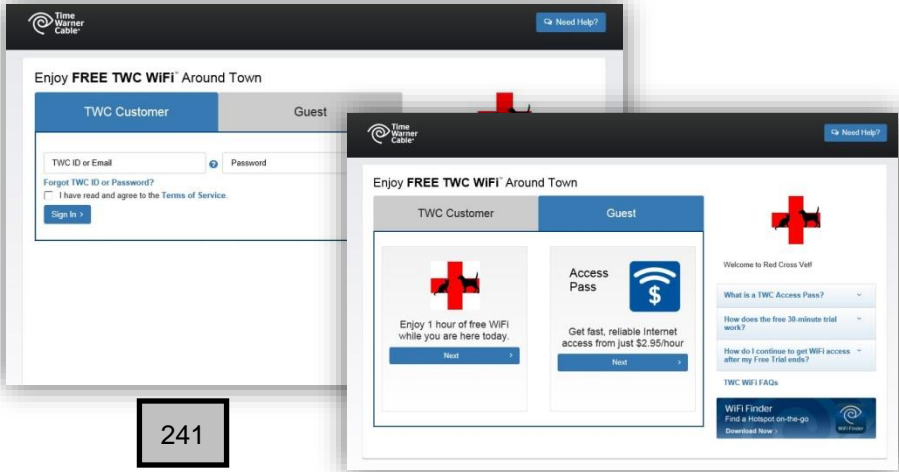 Time
Warner
Cable
Need Help?
Enjoy FREE TWC WiFi™ Around Town
TWC Customer
Guest
TWC ID or Email
Password
Forgot TWC ID or Password?
I have read and agree to the Terms of Service.
Sign In >
Time
Warner
Cable
Need Help?
Enjoy FREE TWC WiFi™ Around Town
TWC Customer
Guest
Enjoy 1 hour of free WiFi
while you are here today.
Next >
Access
Pass
$
Get fast, reliable Internet
access from just $2.95/hour
Next >
Welcome to Red Cross Vet!
What is a TWC Access Pass?
How does the free 30-minute trial
work?
How do I continue to get WiFi access
after my Free Trial ends?
TWC WiFi FAQs
WiFi Finder
Find a Hotspot on-the-go
Download Now >
WiFi Finder
241